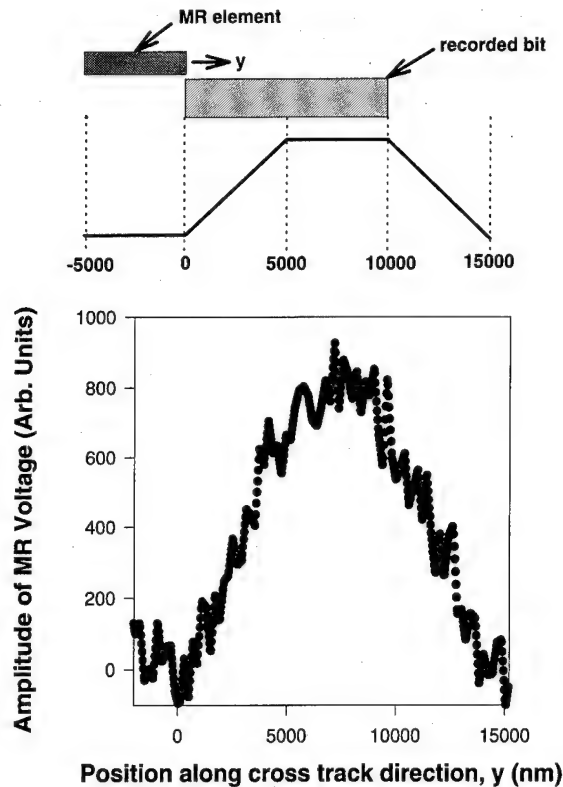 MR element
y
recorded bit
-5000 0 5000 10000 15000
Amplitude of MR Voltage (Arb. Units)
1000
800
600
400
200
0
0 5000 10000 15000
Position along cross track direction, y (nm)